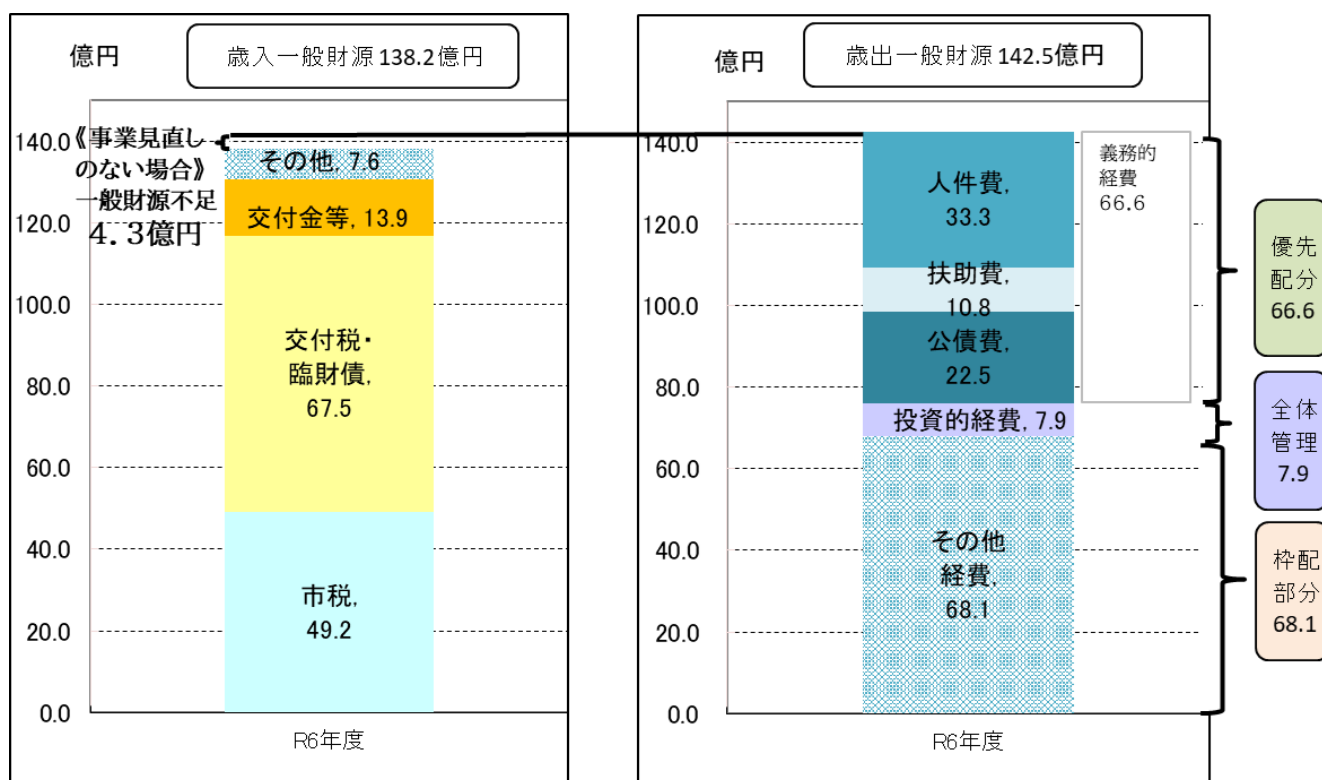 億円
歳入一般財源138.2億円
140.0
120.0
100.0
80.0
60.0
40.0
20.0
0.0
《事業見直し
のない場合》
一般財源不足
4.3億円
その他, 7.6
交付金等, 13.9
交付税・
臨財債,
67.5
市税,
49.2
R6年度
億円
歳出一般財源142.5億円
140.0
120.0
100.0
80.0
60.0
40.0
20.0
0.0
人件費,
33.3
扶助費,
10.8
公債費,
22.5
投資的経費, 7.9
その他
経費,
68.1
R6年度
義務的
経費
66.6
優先
配分
66.6
全体
管理
7.9
枠配
部分
68.1